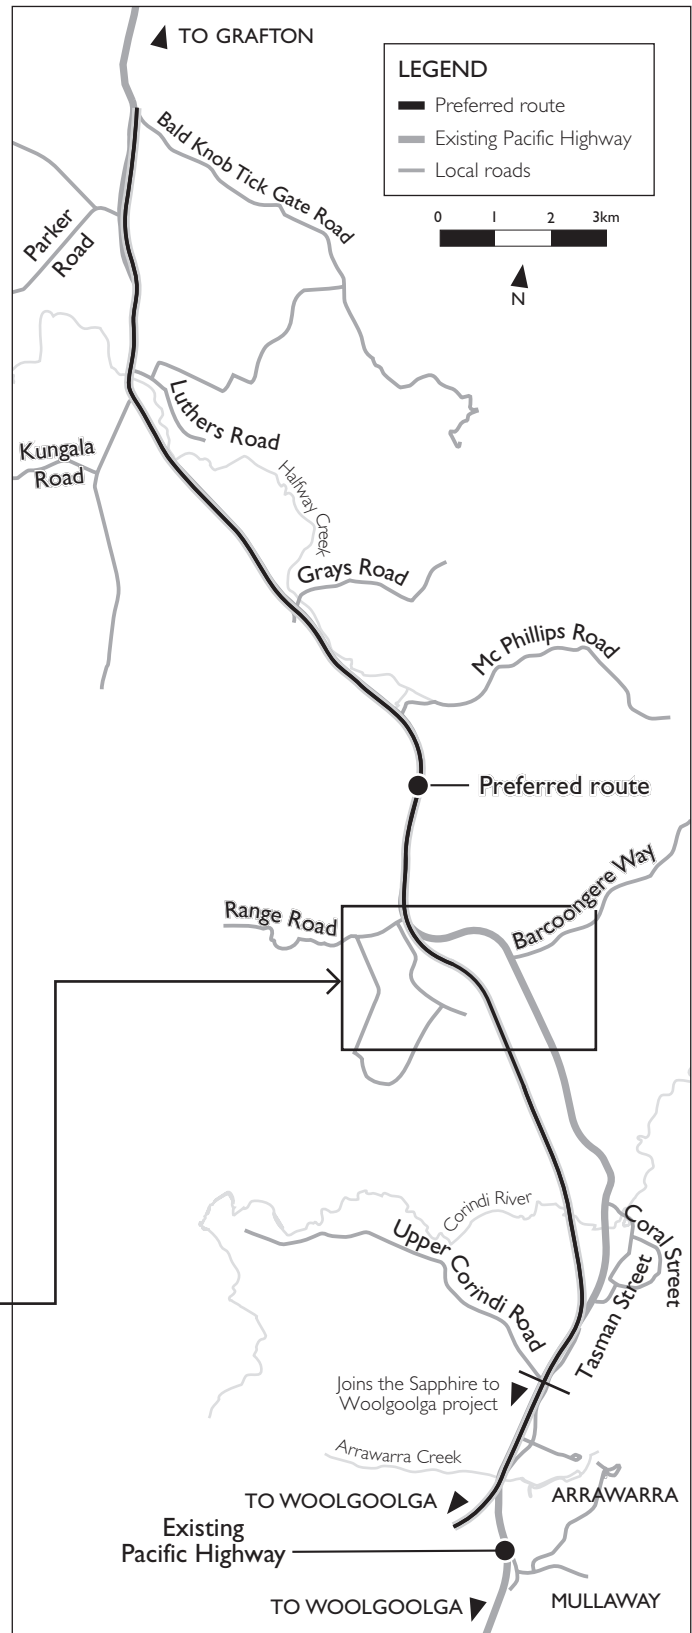 TO GRAFTON
LEGEND
Preferred route
Existing Pacific Highway
Local roads
0 1 2 3km
N
Bald Knob Tick Gate Road
Parker
Road
Luthers Road
Kungala
Road
Halfway Creek
Grays Road
Mc Phillips Road
Preferred route
Barcoongere Way
Range Road
Corindi River
Coral Street
Upper Corindi Road
Tasman Street
Joins the Sapphire to
Woolgoolga project
Arrawarra Creek
TO WOOLGOOLGA
ARRAWARRA
Existing
Pacific Highway
MULLAWAY
TO WOOLGOOLGA